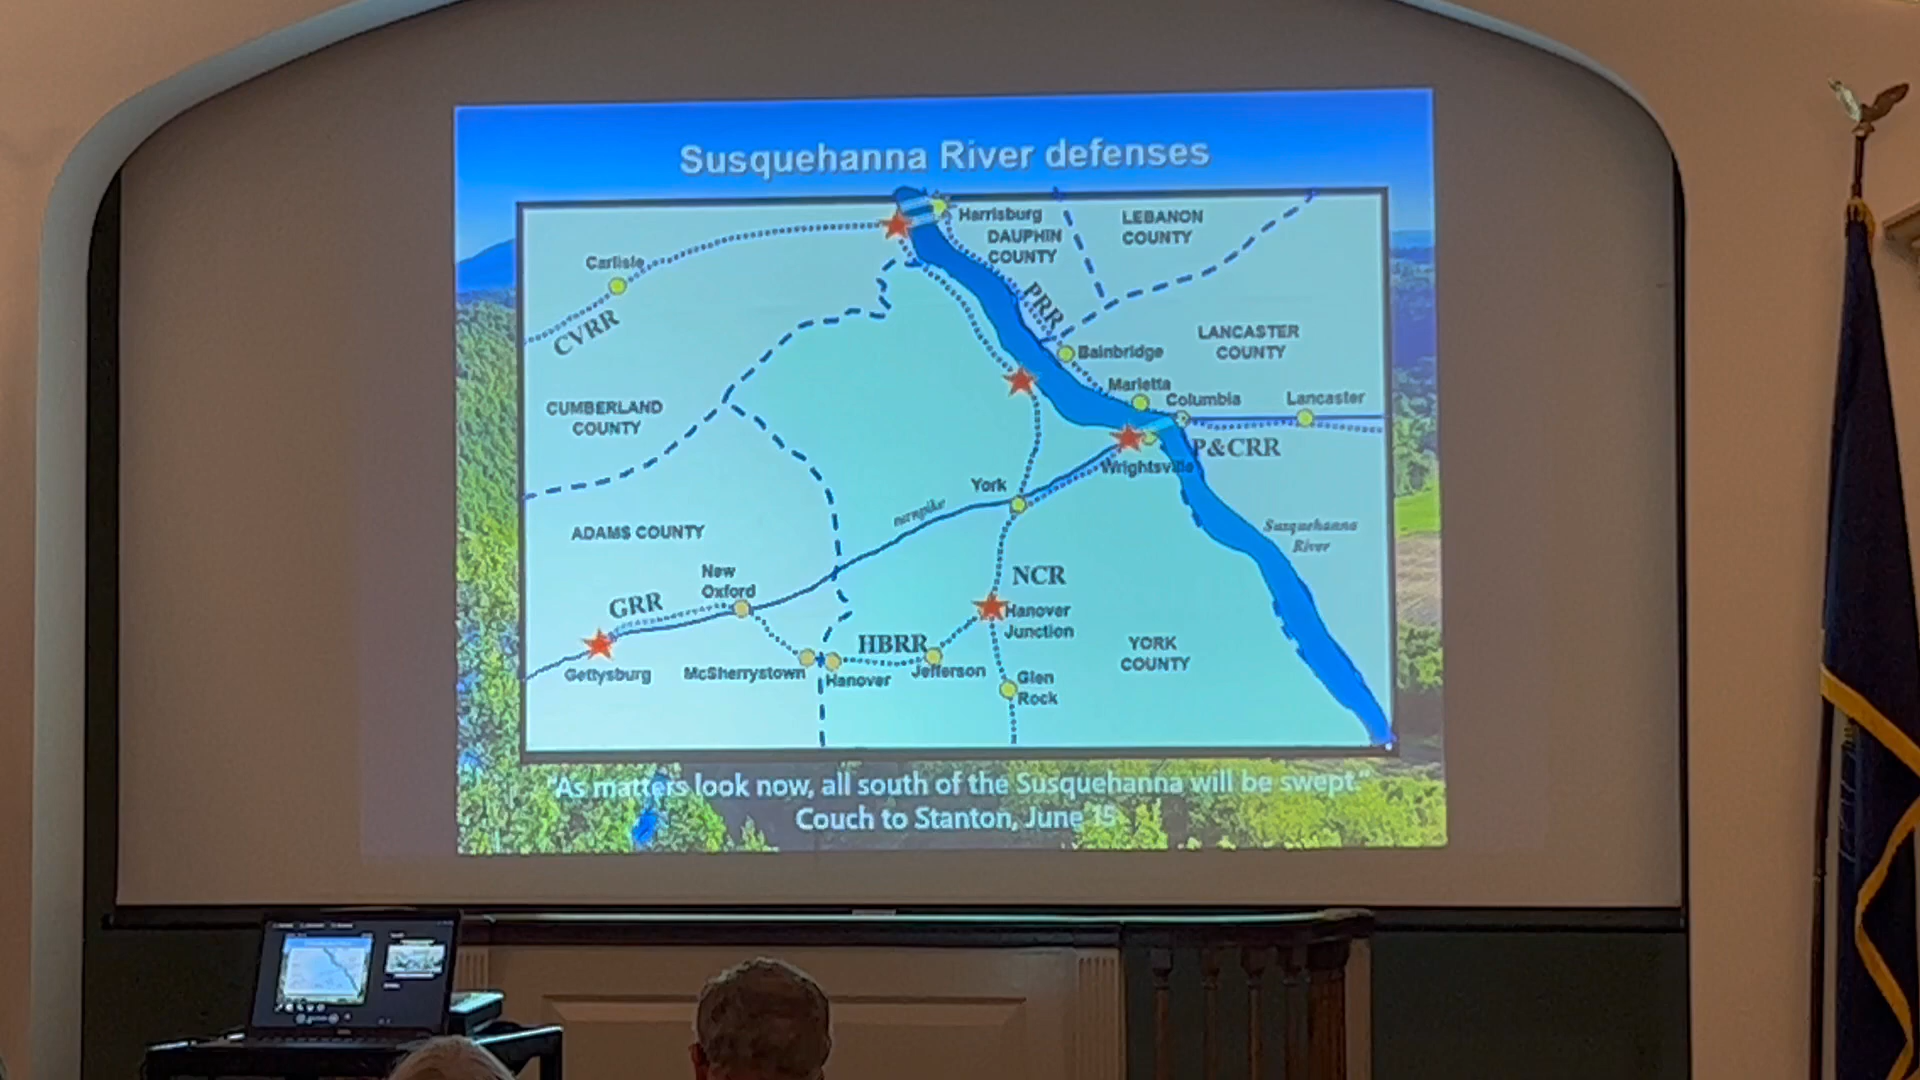 Susquehanna River defenses
Harrisburg
DAUPHIN
COUNTY
LEBANON
COUNTY
Carlisle
CVRR
PRR
LANCASTER
COUNTY
Bainbridge
Marietta
Columbia
Lancaster
CUMBERLAND
COUNTY
P&CRR
Wrightsville
York
turnpike
Susquehanna
River
ADAMS COUNTY
New
Oxford
NCR
GRR
Hanover
Junction
HBRR
YORK
COUNTY
Gettysburg
McSherrystown
Hanover
Jefferson
Glen
Rock
"As matters look now, all south of the Susquehanna will be swept."
Couch to Stanton, June 15